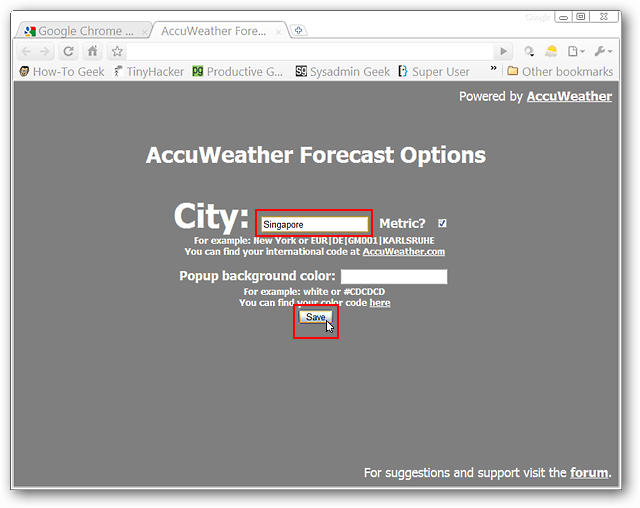 Google
Google Chrome ...
AccuWeather Fore...
How-To Geek
TinyHacker
Productive G...
Sysadmin Geek
Super User
»
Other bookmarks
Powered by AccuWeather
AccuWeather Forecast Options
City: Singapore Metric?
For example: New York or EUR|DE|GM001|KARLSRUHE
You can find your international code at AccuWeather.com
Popup background color:
For example: white or #CDCDCD
You can find your color code here
Save
For suggestions and support visit the forum.